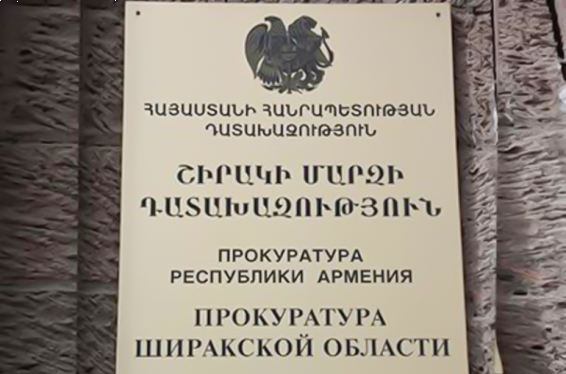 ՀԱՅԱՍՏԱՆԻ ՀԱՆՐԱՊԵՏՈՒԹՅԱՆ
ԴԱՏԱԽԱԶՈՒԹՅՈՒՆ
ՇԻՐԱԿԻ ՄԱՐԶԻ
ԴԱՏԱԽԱԶՈՒԹՅՈՒՆ
ПРОКУРАТУРА
РЕСПУБЛИКИ АРМЕНИЯ
ПРОКУРАТУРА
ШИРАКСКОЙ ОБЛАСТИ